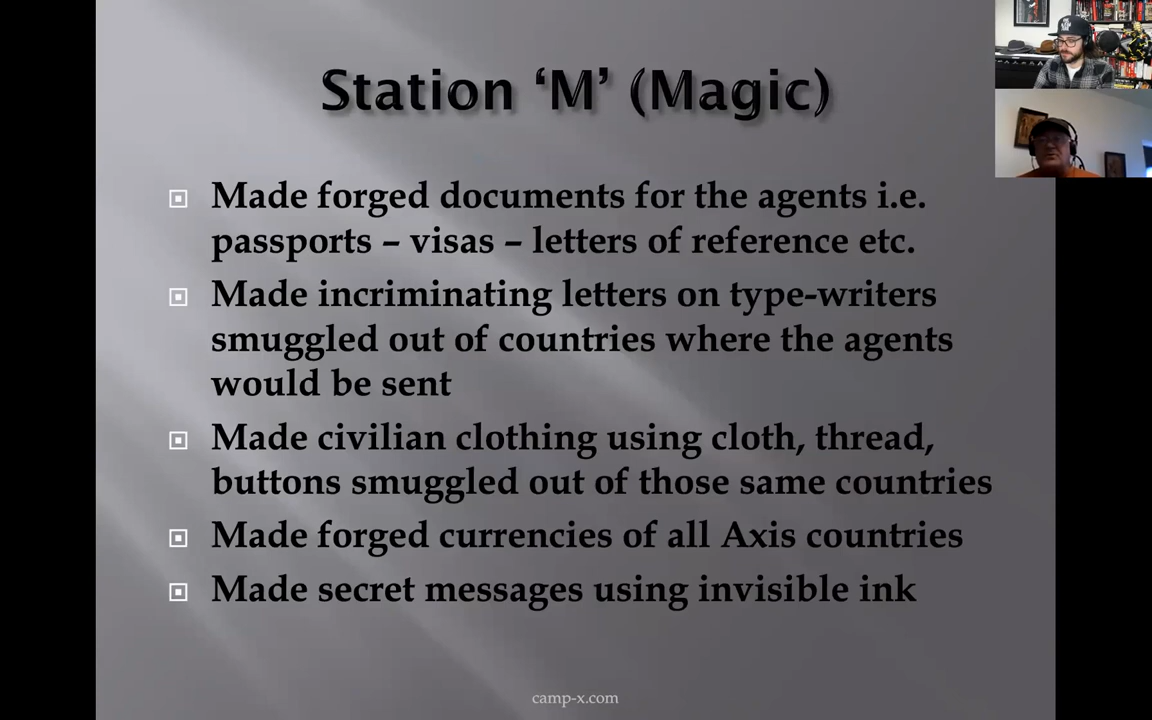 Station ‘M’ (Magic)
Made forged documents for the agents i.e.
passports – visas – letters of reference etc.
Made incriminating letters on type-writers
smuggled out of countries where the agents
would be sent
Made civilian clothing using cloth, thread,
buttons smuggled out of those same countries
Made forged currencies of all Axis countries
Made secret messages using invisible ink
camp-x.com